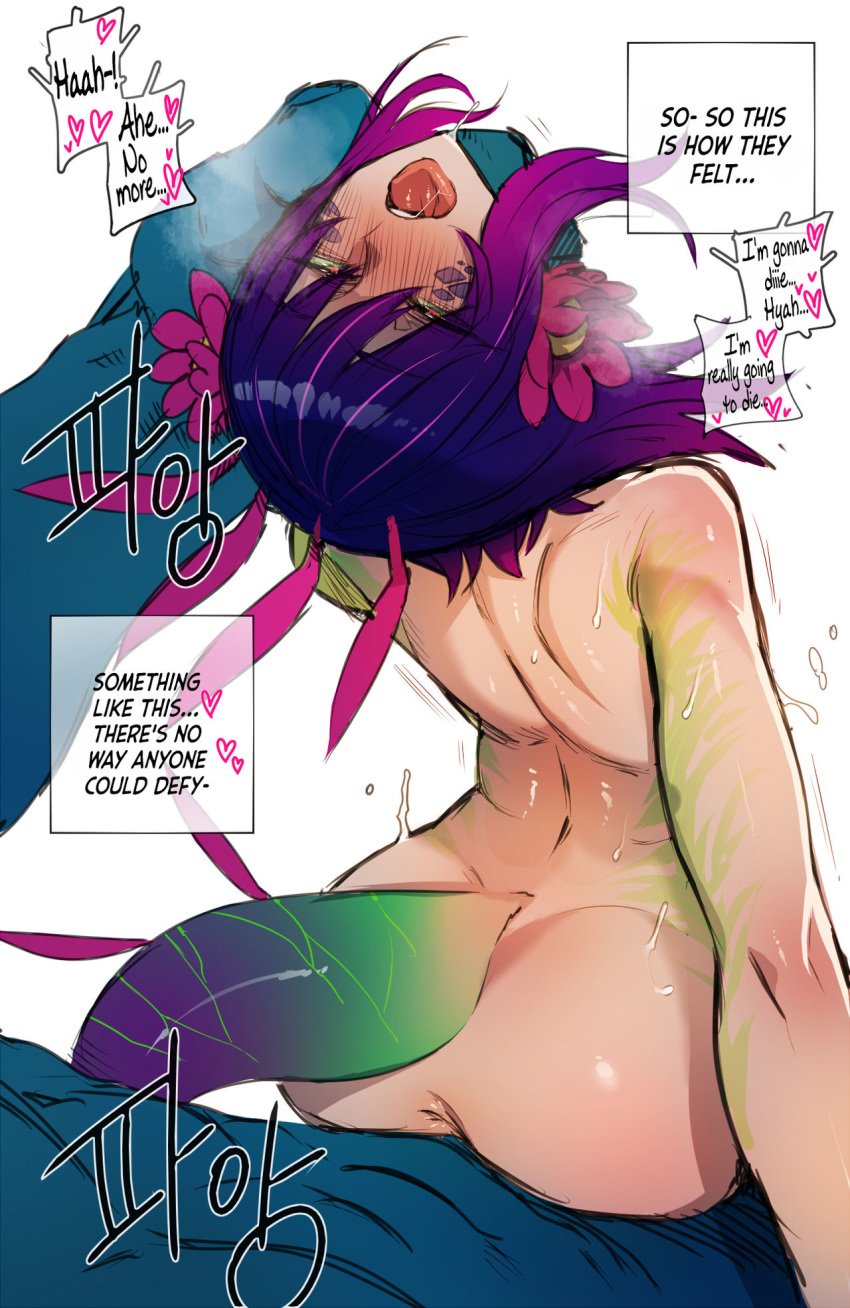 Haah-!
Ahe...
No
more...
SO- SO THIS
IS HOW THEY
FELT...
I'm gonna
diiie...
Hyah...
I'm
really going
to die...
파앙
SOMETHING
LIKE THIS...
THERE'S NO
WAY ANYONE
COULD DEFY-
파앙